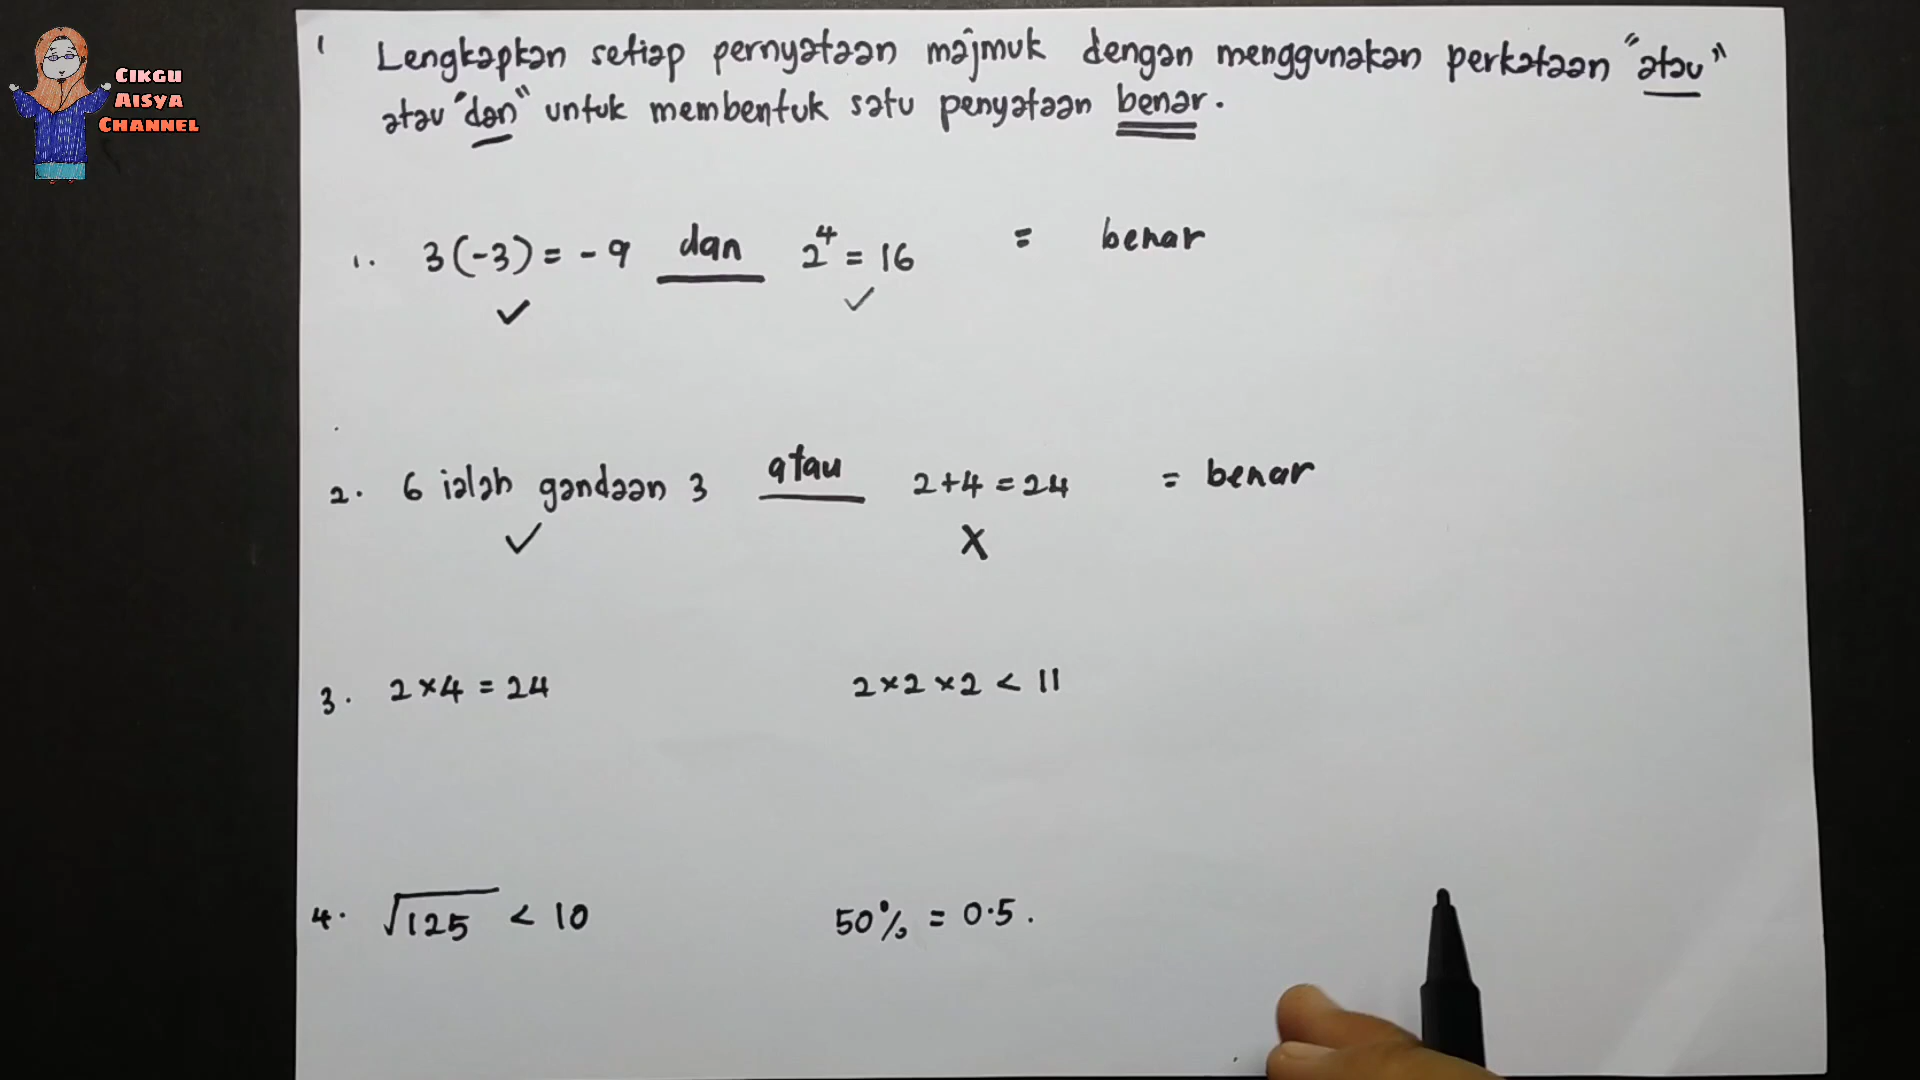 CIKGU
AISYA
CHANNEL
1 Lengkapkan setiap pernyataan majmuk dengan menggunakan perkataan "atau"
atau "dan" untuk membentuk satu penyataan benar.
1. 3(-3) = -9 dan 2⁴ = 16 = benar
✓ ✓
2. 6 ialah gandaan 3 atau 2+4 = 24 = benar
✓ X
3. 2×4 = 24 2×2×2 < 11
4. √125 < 10 50% = 0.5.